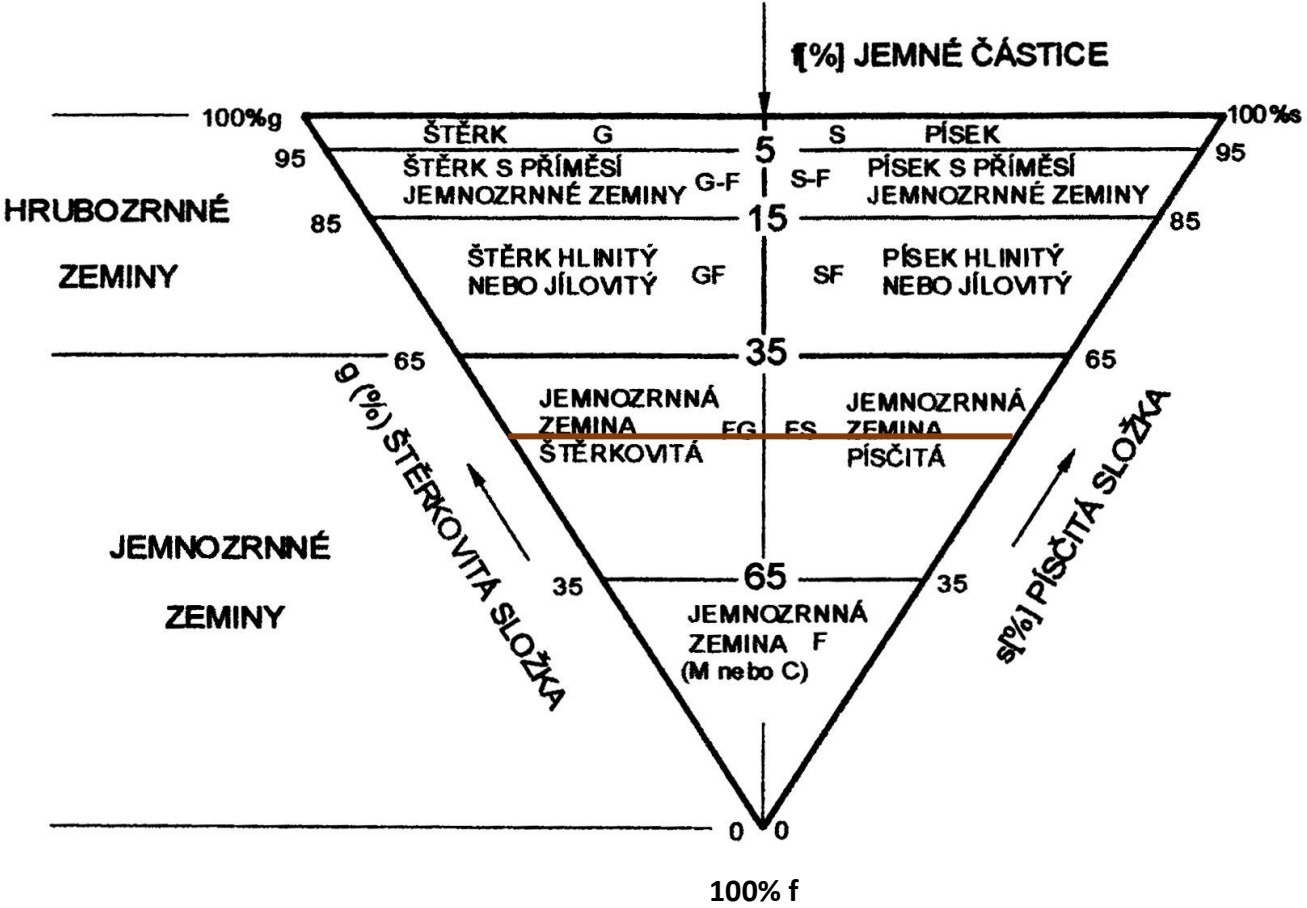 f[%] JEMNÉ ČÁSTICE
100%g
100%s
ŠTĚRK G
S PÍSEK
5
95
95
ŠTĚRK S PŘÍMĚSÍ
JEMNOZRNNÉ ZEMINY
G-F
S-F
PÍSEK S PŘÍMĚSÍ
JEMNOZRNNÉ ZEMINY
HRUBOZRNNÉ
ZEMINY
85
15
85
ŠTĚRK HLINITÝ
NEBO JÍLOVITÝ
GF
SF
PÍSEK HLINITÝ
NEBO JÍLOVITÝ
65
35
65
g (%) ŠTĚRKOVITÁ SLOŽKA
JEMNOZRNNÁ
ZEMINA
ŠTĚRKOVITÁ
FG
FS
JEMNOZRNNÁ
ZEMINA
PÍSČITÁ
s[%] PÍSČITÁ SLOŽKA
JEMNOZRNNÉ
ZEMINY
35
65
35
JEMNOZRNNÁ
ZEMINA F
(M nebo C)
0
0
100% f